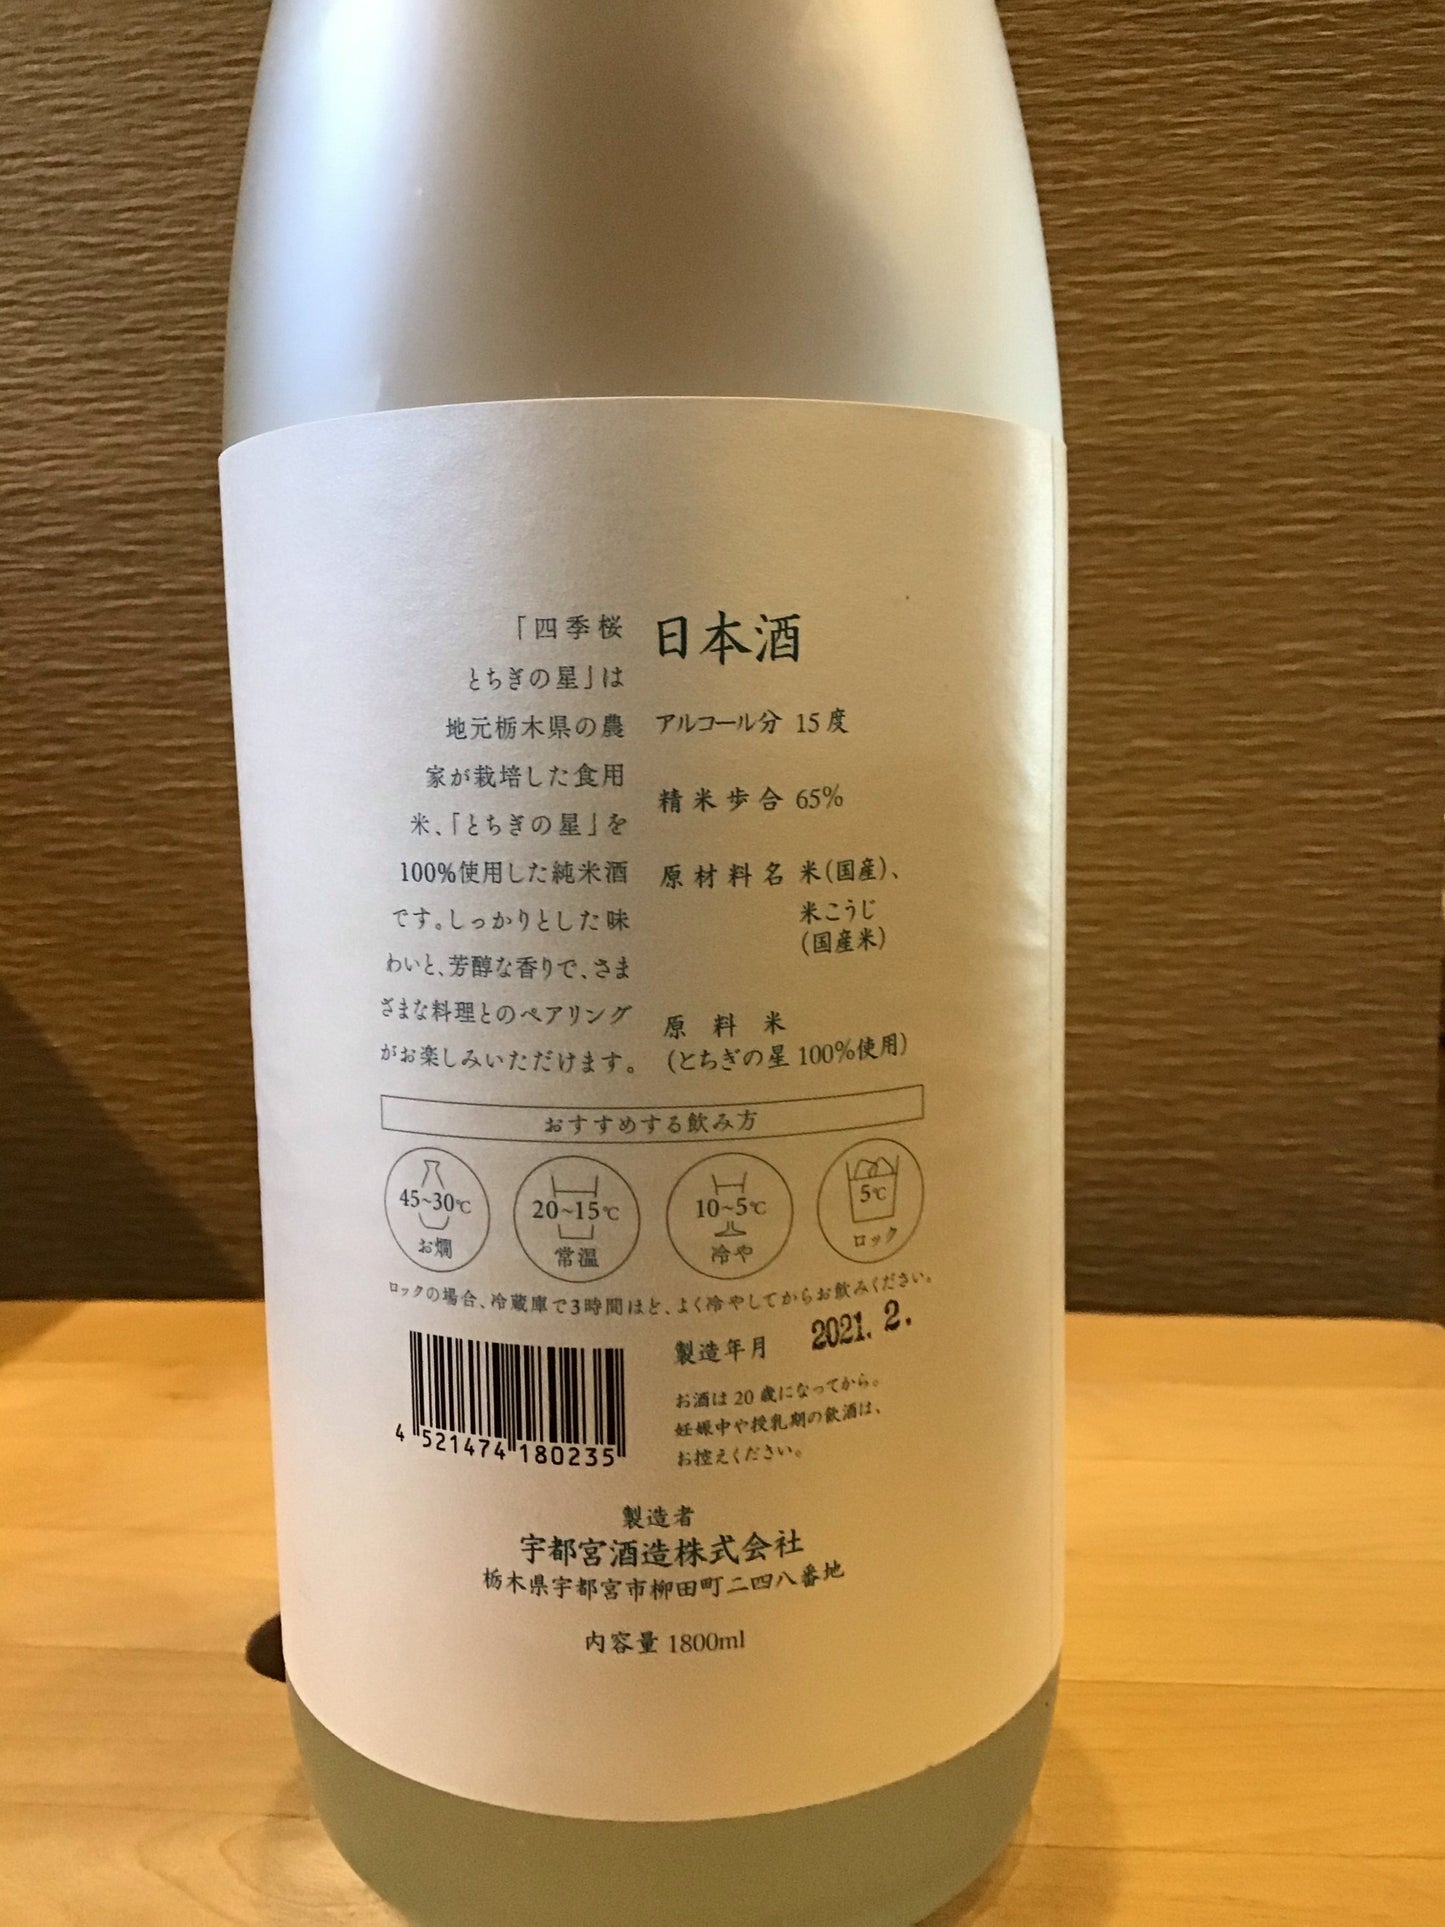 「四季桜
とちぎの星」は
地元栃木県の農
家が栽培した食用
米、「とちぎの星」を
100%使用した純米酒
です。しっかりとした味
わいと、芳醇な香りで、さま
ざまな料理とのペアリング
がお楽しみいただけます。
日本酒
アルコール分 15度
精米歩合 65%
原材料名 米(国産)、
米こうじ
(国産米)
原料米
(とちぎの星 100%使用)
おすすめする飲み方
45~30℃
お燗
20~15℃
常温
10~5℃
冷や
5℃
ロック
ロックの場合、冷蔵庫で3時間ほど、よく冷やしてからお飲みください。
4 521474 180235
製造年月 2021. 2.
お酒は 20 歳になってから。
妊娠中や授乳期の飲酒は、
お控えください。
製造者
宇都宮酒造株式会社
栃木県宇都宮市柳田町二四八番地
内容量 1800ml